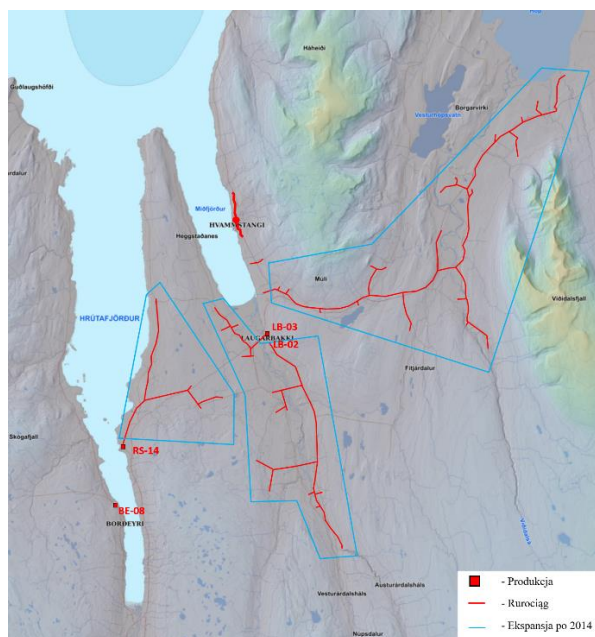 Hóp
Guðlaugshöfði
Háheiði
Borgarvirki
Vesturhópsvatn
Miðfjörður
HVAMMSTANGI
Heggstaðanes
Múli
Víðidalsfjall
HRÚTAFJÖRÐUR
LB-03
LAUGARBAKKI
LB-02
Fitjárdalur
Skógafjall
RS-14
BE-08
BORÐEYRI
Víðidalsá
Austurárdalsháls
Vesturárdalsháls
Núpsdalur
- Produkcja
- Rurociąg
- Ekspansja po 2014